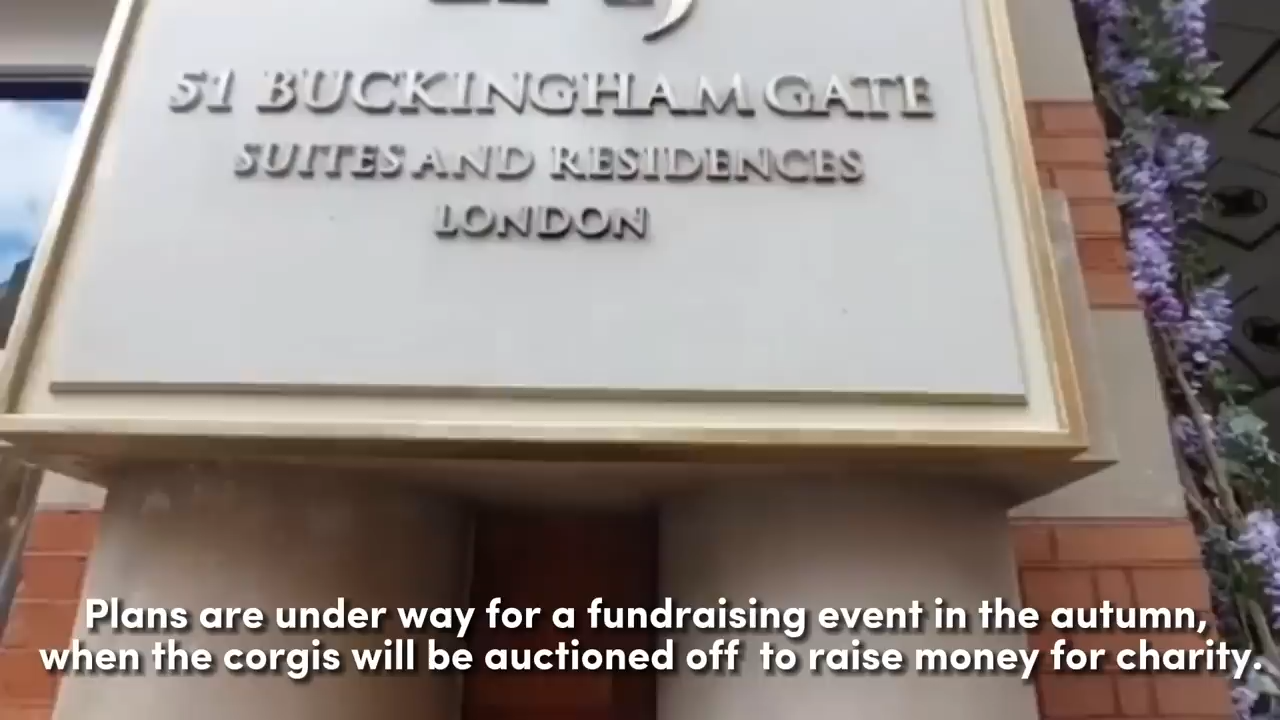 51 BUCKINGHAM GATE
SUITES AND RESIDENCES
LONDON
Plans are under way for a fundraising event in the autumn,
when the corgis will be auctioned off to raise money for charity.